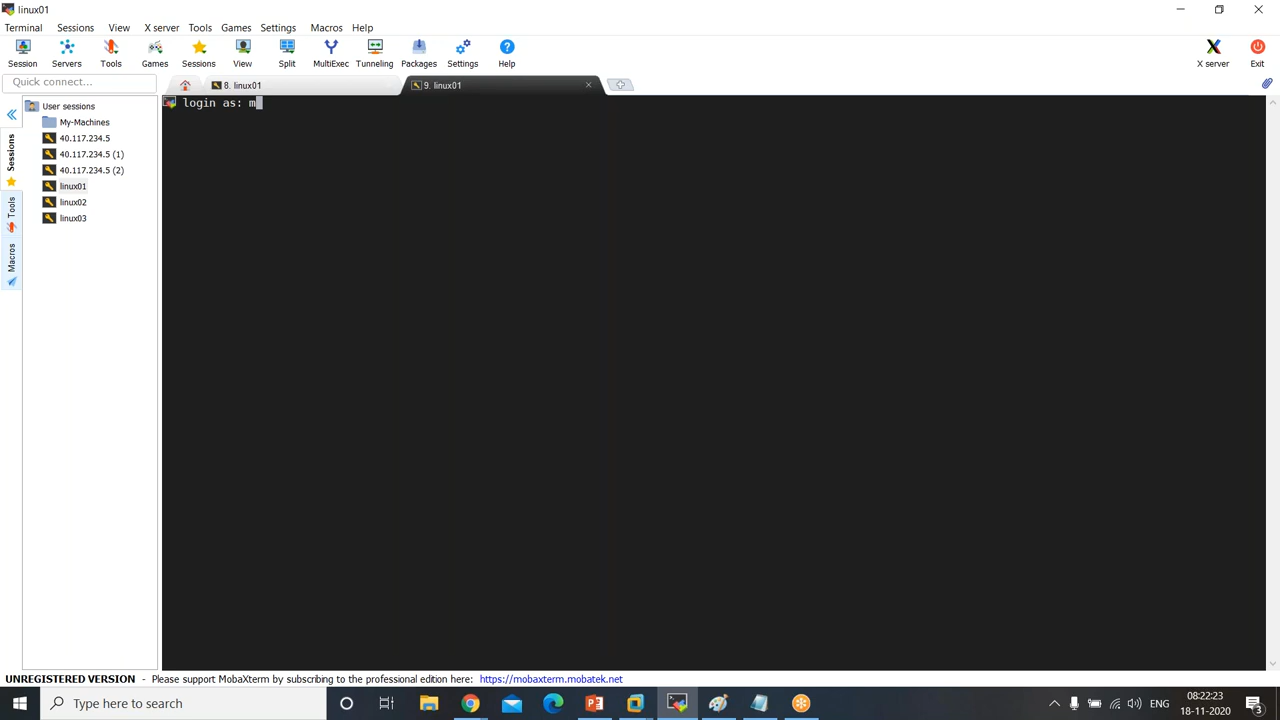 linux01
Terminal Sessions View X server Tools Games Settings Macros Help
Session Servers Tools Games Sessions View Split MultiExec Tunneling Packages Settings Help X server Exit
Quick connect...
8. linux01
9. linux01
User sessions
My-Machines
40.117.234.5
40.117.234.5 (1)
40.117.234.5 (2)
linux01
linux02
linux03
Sessions
Tools
Macros
login as: m
UNREGISTERED VERSION - Please support MobaXterm by subscribing to the professional edition here: https://mobaxterm.mobatek.net
Type here to search
ENG
08:22:23
18-11-2020
3